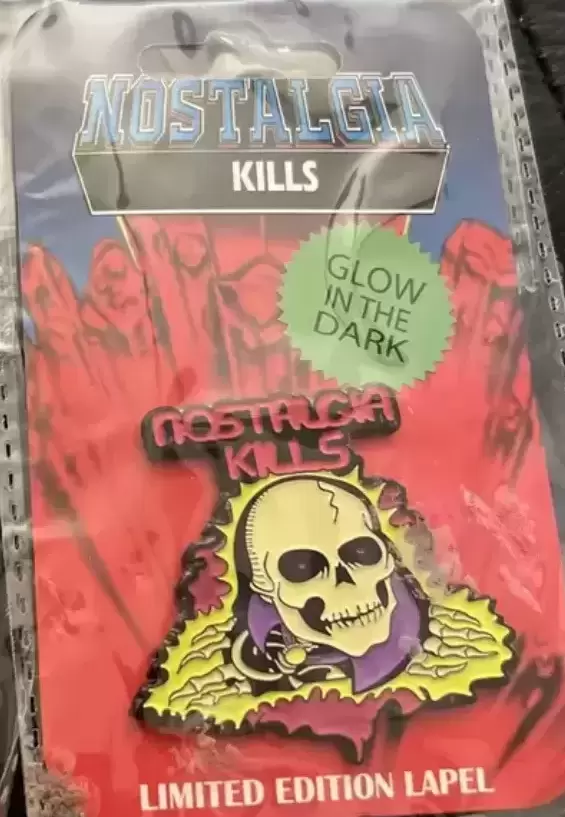 NOSTALGIA
KILLS
GLOW
IN THE
DARK
NOSTALGIA
KILLS
LIMITED EDITION LAPEL